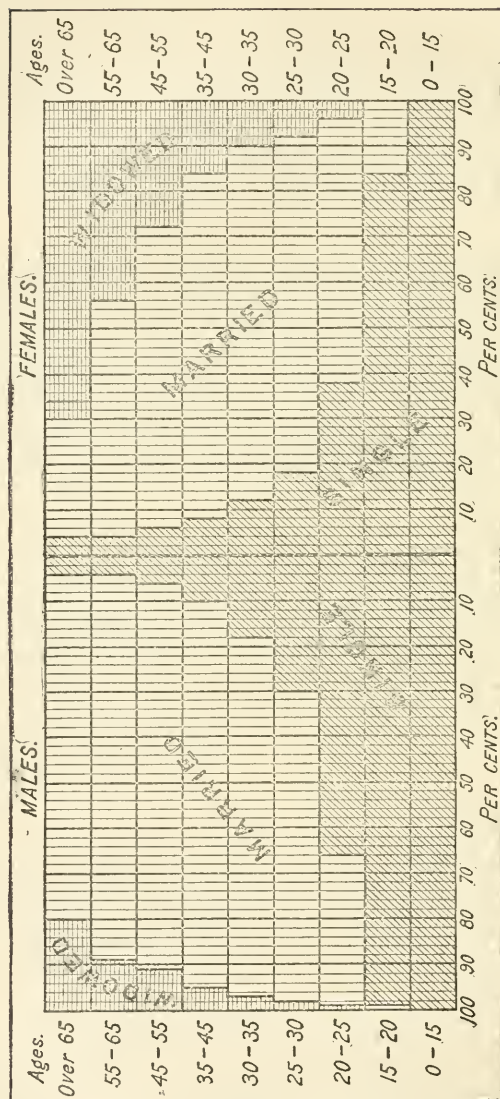 MALES.
FEMALES.
Ages.
Over 65
55-65
45-55
35-45
30-35
25-30
20-25
15-20
0-15
Ages.
Over 65
55-65
45-55
35-45
30-35
25-30
20-25
15-20
0-15
WIDOWED
MARRIED
SINGLE
SINGLE
MARRIED
WIDOWED
100 90 80 70 60 50 40 30 20 10 10 20 30 40 50 60 70 80 90 100
PER CENTS.
PER CENTS.